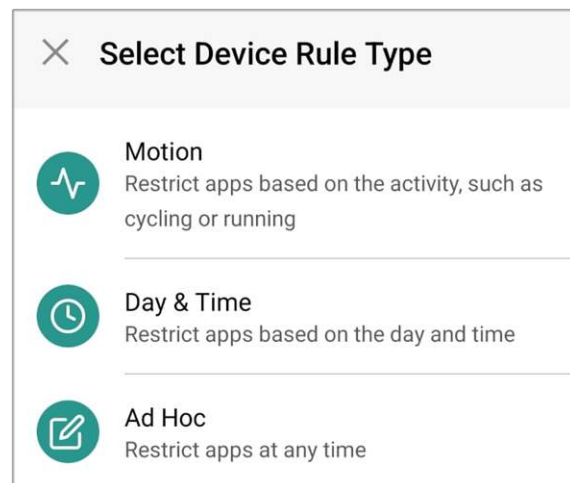 Select Device Rule Type
Motion
Restrict apps based on the activity, such as
cycling or running
Day & Time
Restrict apps based on the day and time
Ad Hoc
Restrict apps at any time